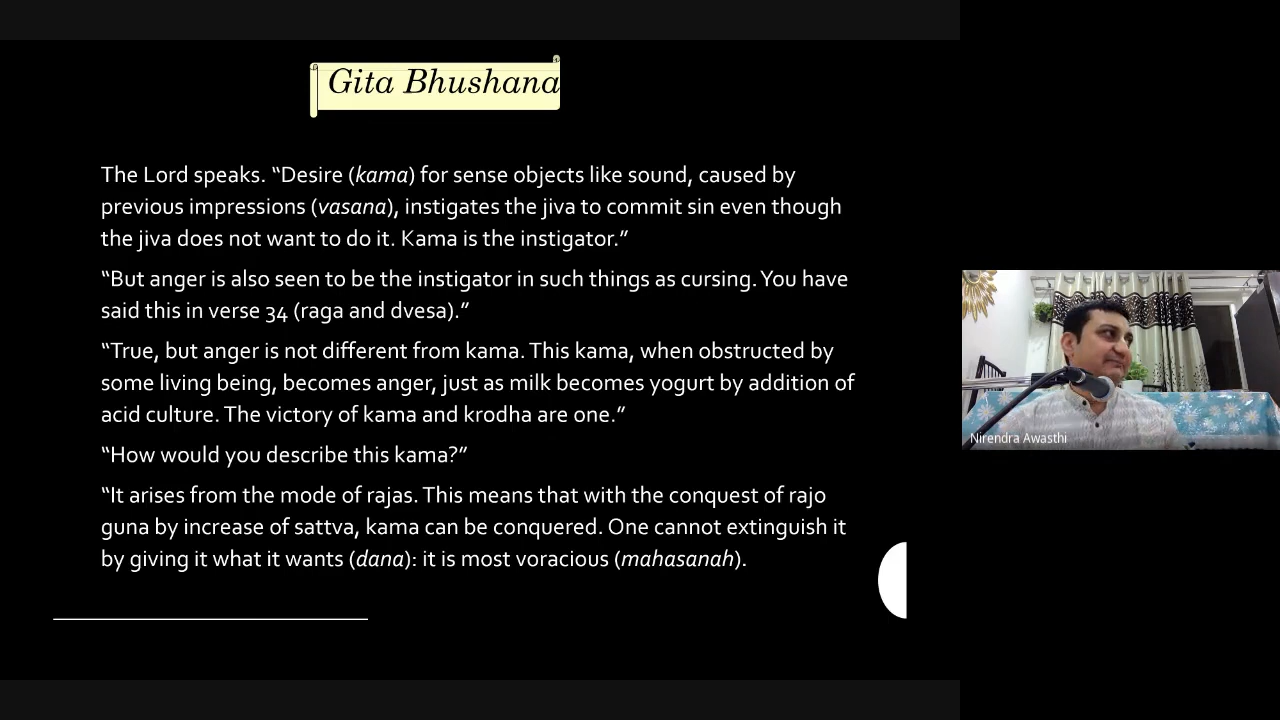 Gita Bhushana
The Lord speaks. “Desire (kama) for sense objects like sound, caused by
previous impressions (vasana), instigates the jiva to commit sin even though
the jiva does not want to do it. Kama is the instigator.”
“But anger is also seen to be the instigator in such things as cursing. You have
said this in verse 34 (raga and dvesa).”
“True, but anger is not different from kama. This kama, when obstructed by
some living being, becomes anger, just as milk becomes yogurt by addition of
acid culture. The victory of kama and krodha are one.”
“How would you describe this kama?”
“It arises from the mode of rajas. This means that with the conquest of rajo
guna by increase of sattva, kama can be conquered. One cannot extinguish it
by giving it what it wants (dana): it is most voracious (mahasanah).
Nirendra Awasthi